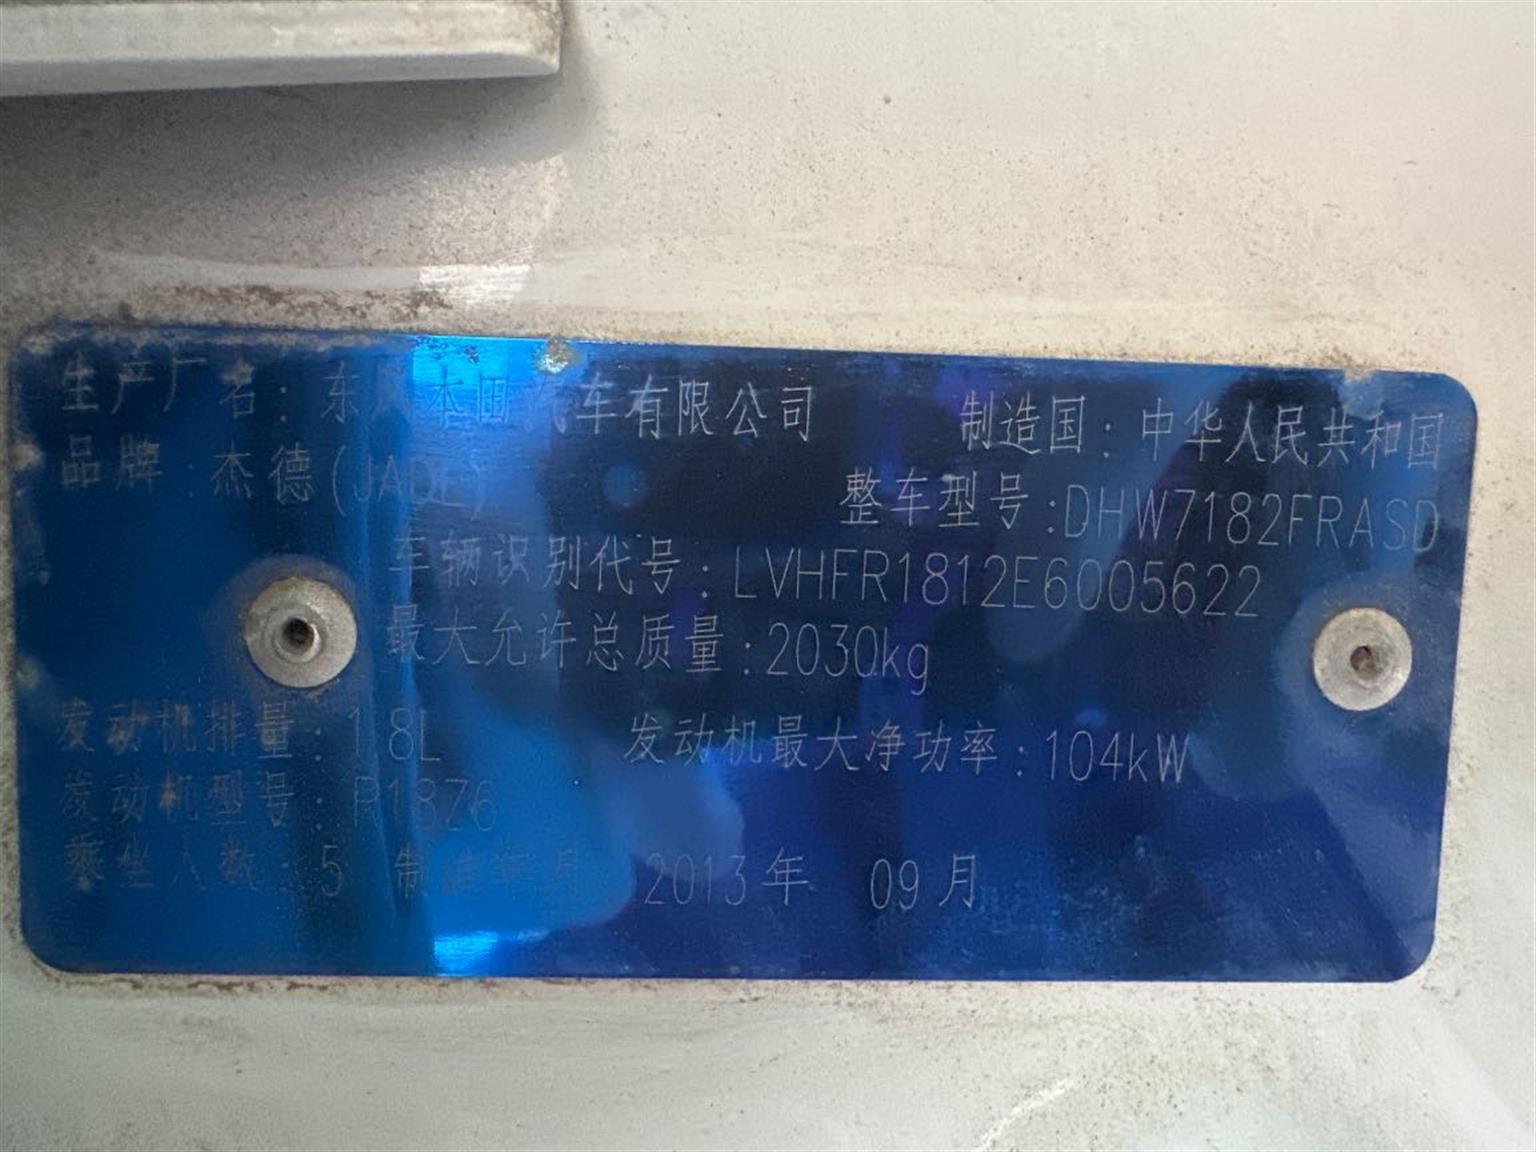 生产厂名：东风本田汽车有限公司 制造国：中华人民共和国
品牌：杰德(JADE) 整车型号:DHW7182FRASD
车辆识别代号：LVHFR1812E6005622
最大允许总质量:2030kg
发动机排量：1.8L 发动机最大净功率：104kW
发动机型号：R18Z6
乘坐人数：5 制造年月 2013年 09月